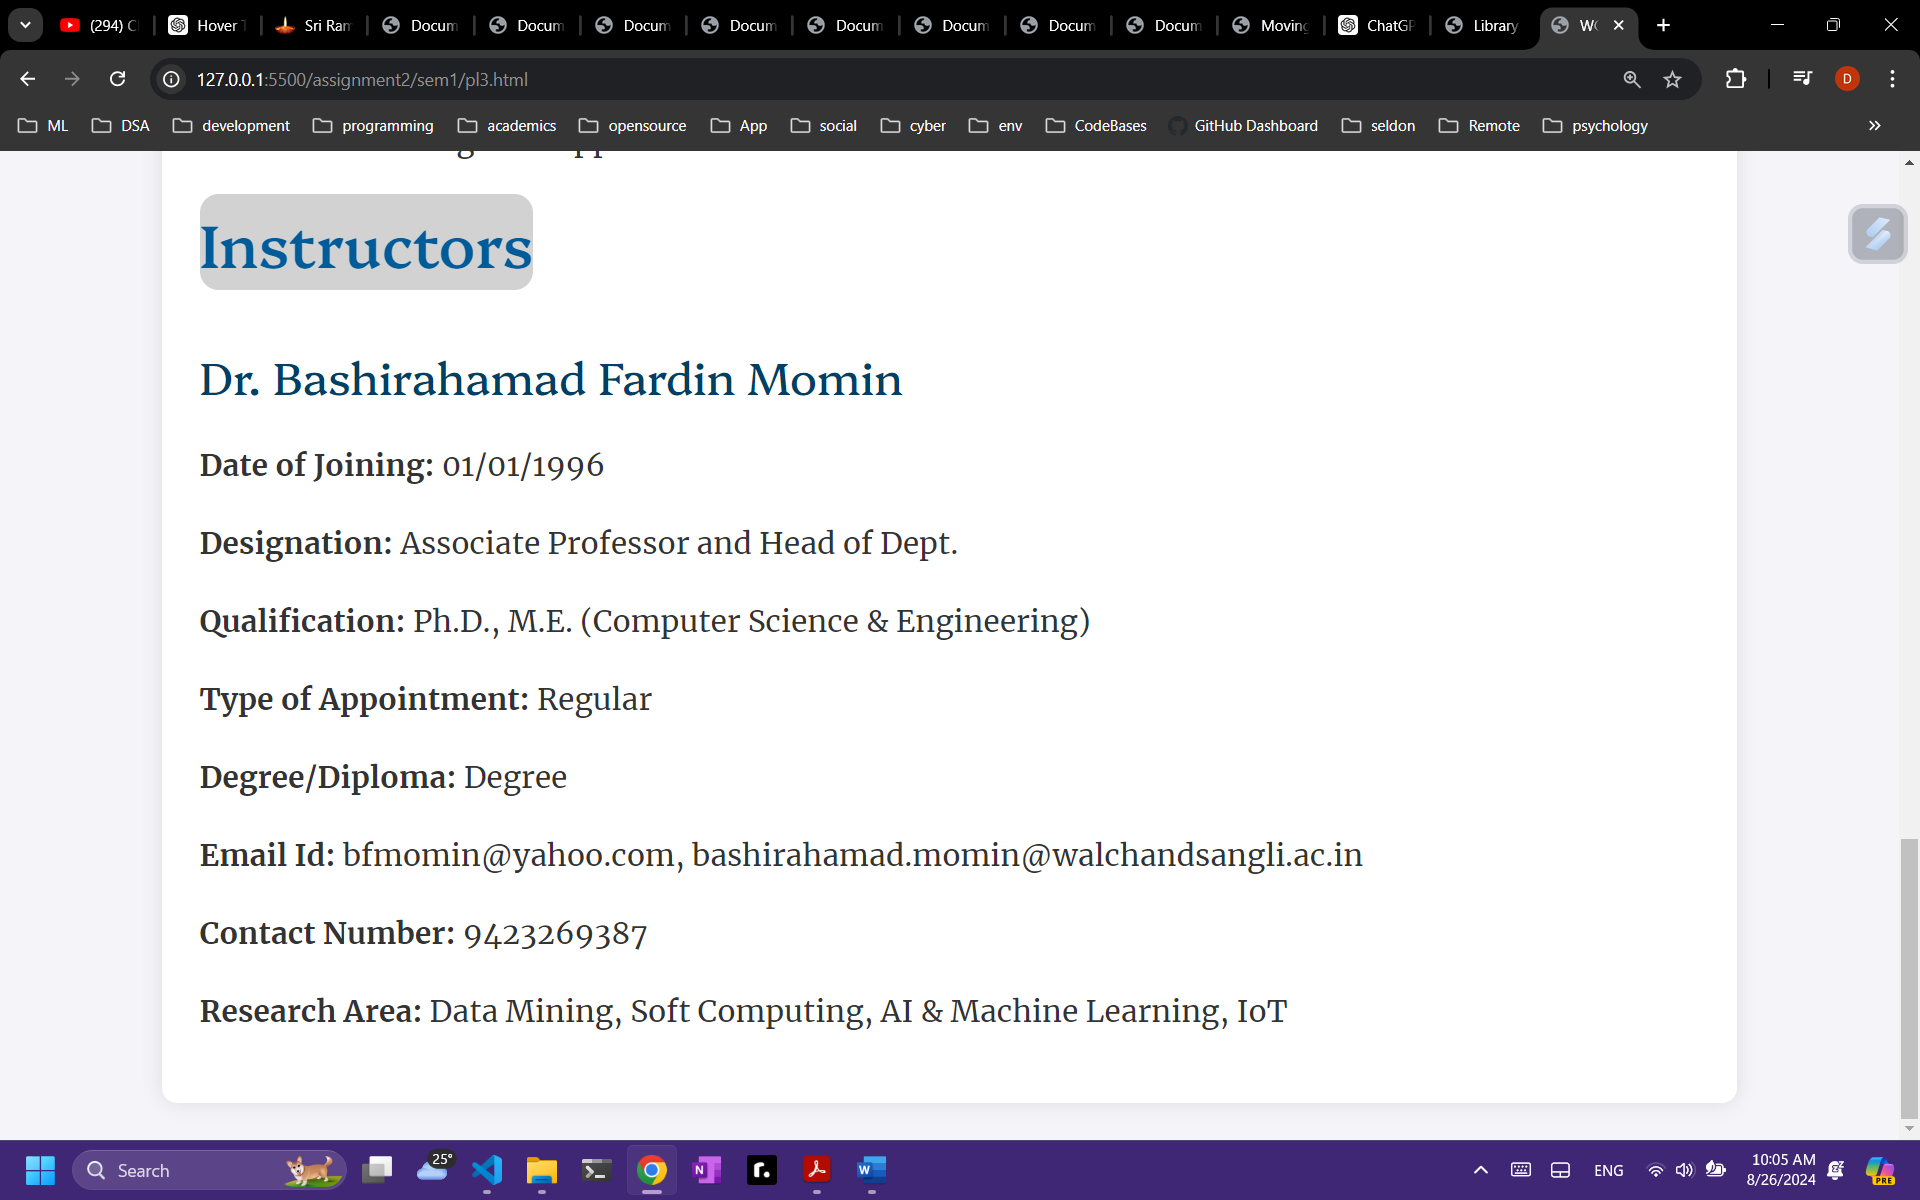 (294)
Hover
Sri Ran
Docum
Docum
Docum
Docum
Docum
Docum
Docum
Docum
Moving
ChatGP
Library
127.0.0.1:5500/assignment2/sem1/pl3.html
D
ML
DSA
development
programming
academics
opensource
App
social
cyber
env
CodeBases
GitHub Dashboard
seldon
Remote
psychology
Instructors
Dr. Bashirahamad Fardin Momin
Date of Joining: 01/01/1996
Designation: Associate Professor and Head of Dept.
Qualification: Ph.D., M.E. (Computer Science & Engineering)
Type of Appointment: Regular
Degree/Diploma: Degree
Email Id: bfmomin@yahoo.com, bashirahamad.momin@walchandsangli.ac.in
Contact Number: 9423269387
Research Area: Data Mining, Soft Computing, AI & Machine Learning, IoT
Search
25°
ENG
10:05 AM
8/26/2024
PRE